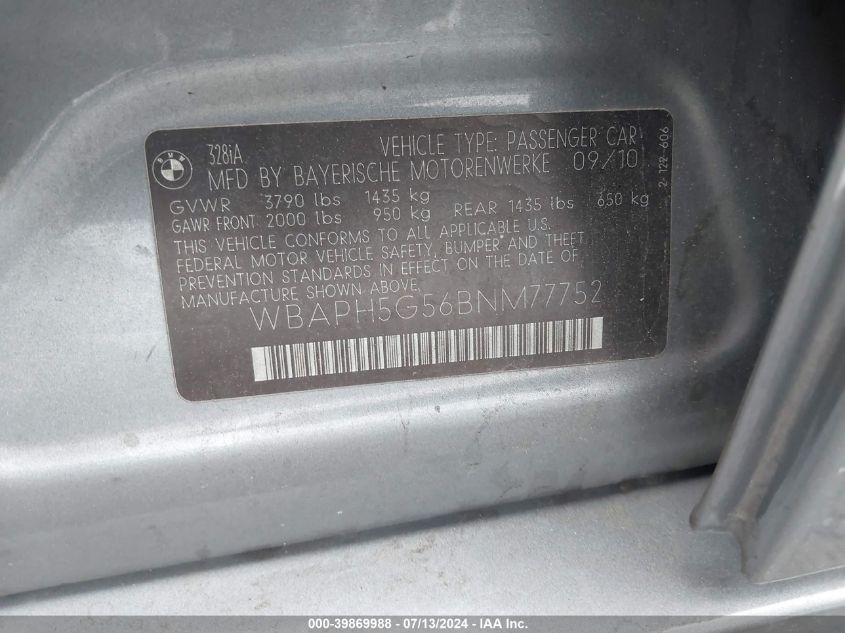 BMW
328iA VEHICLE TYPE: PASSENGER CAR
MFD BY BAYERISCHE MOTORENWERKE 09/10
GVWR 3790 lbs 1435 kg
GAWR FRONT 2000 lbs 950 kg REAR 1435 lbs 650 kg
THIS VEHICLE CONFORMS TO ALL APPLICABLE U.S.
FEDERAL MOTOR VEHICLE SAFETY, BUMPER AND THEFT
PREVENTION STANDARDS IN EFFECT ON THE DATE OF
MANUFACTURE SHOWN ABOVE.
WBAPH5G56BNM77752
2 122 606
000-39869988 - 07/13/2024 - IAA, Inc.